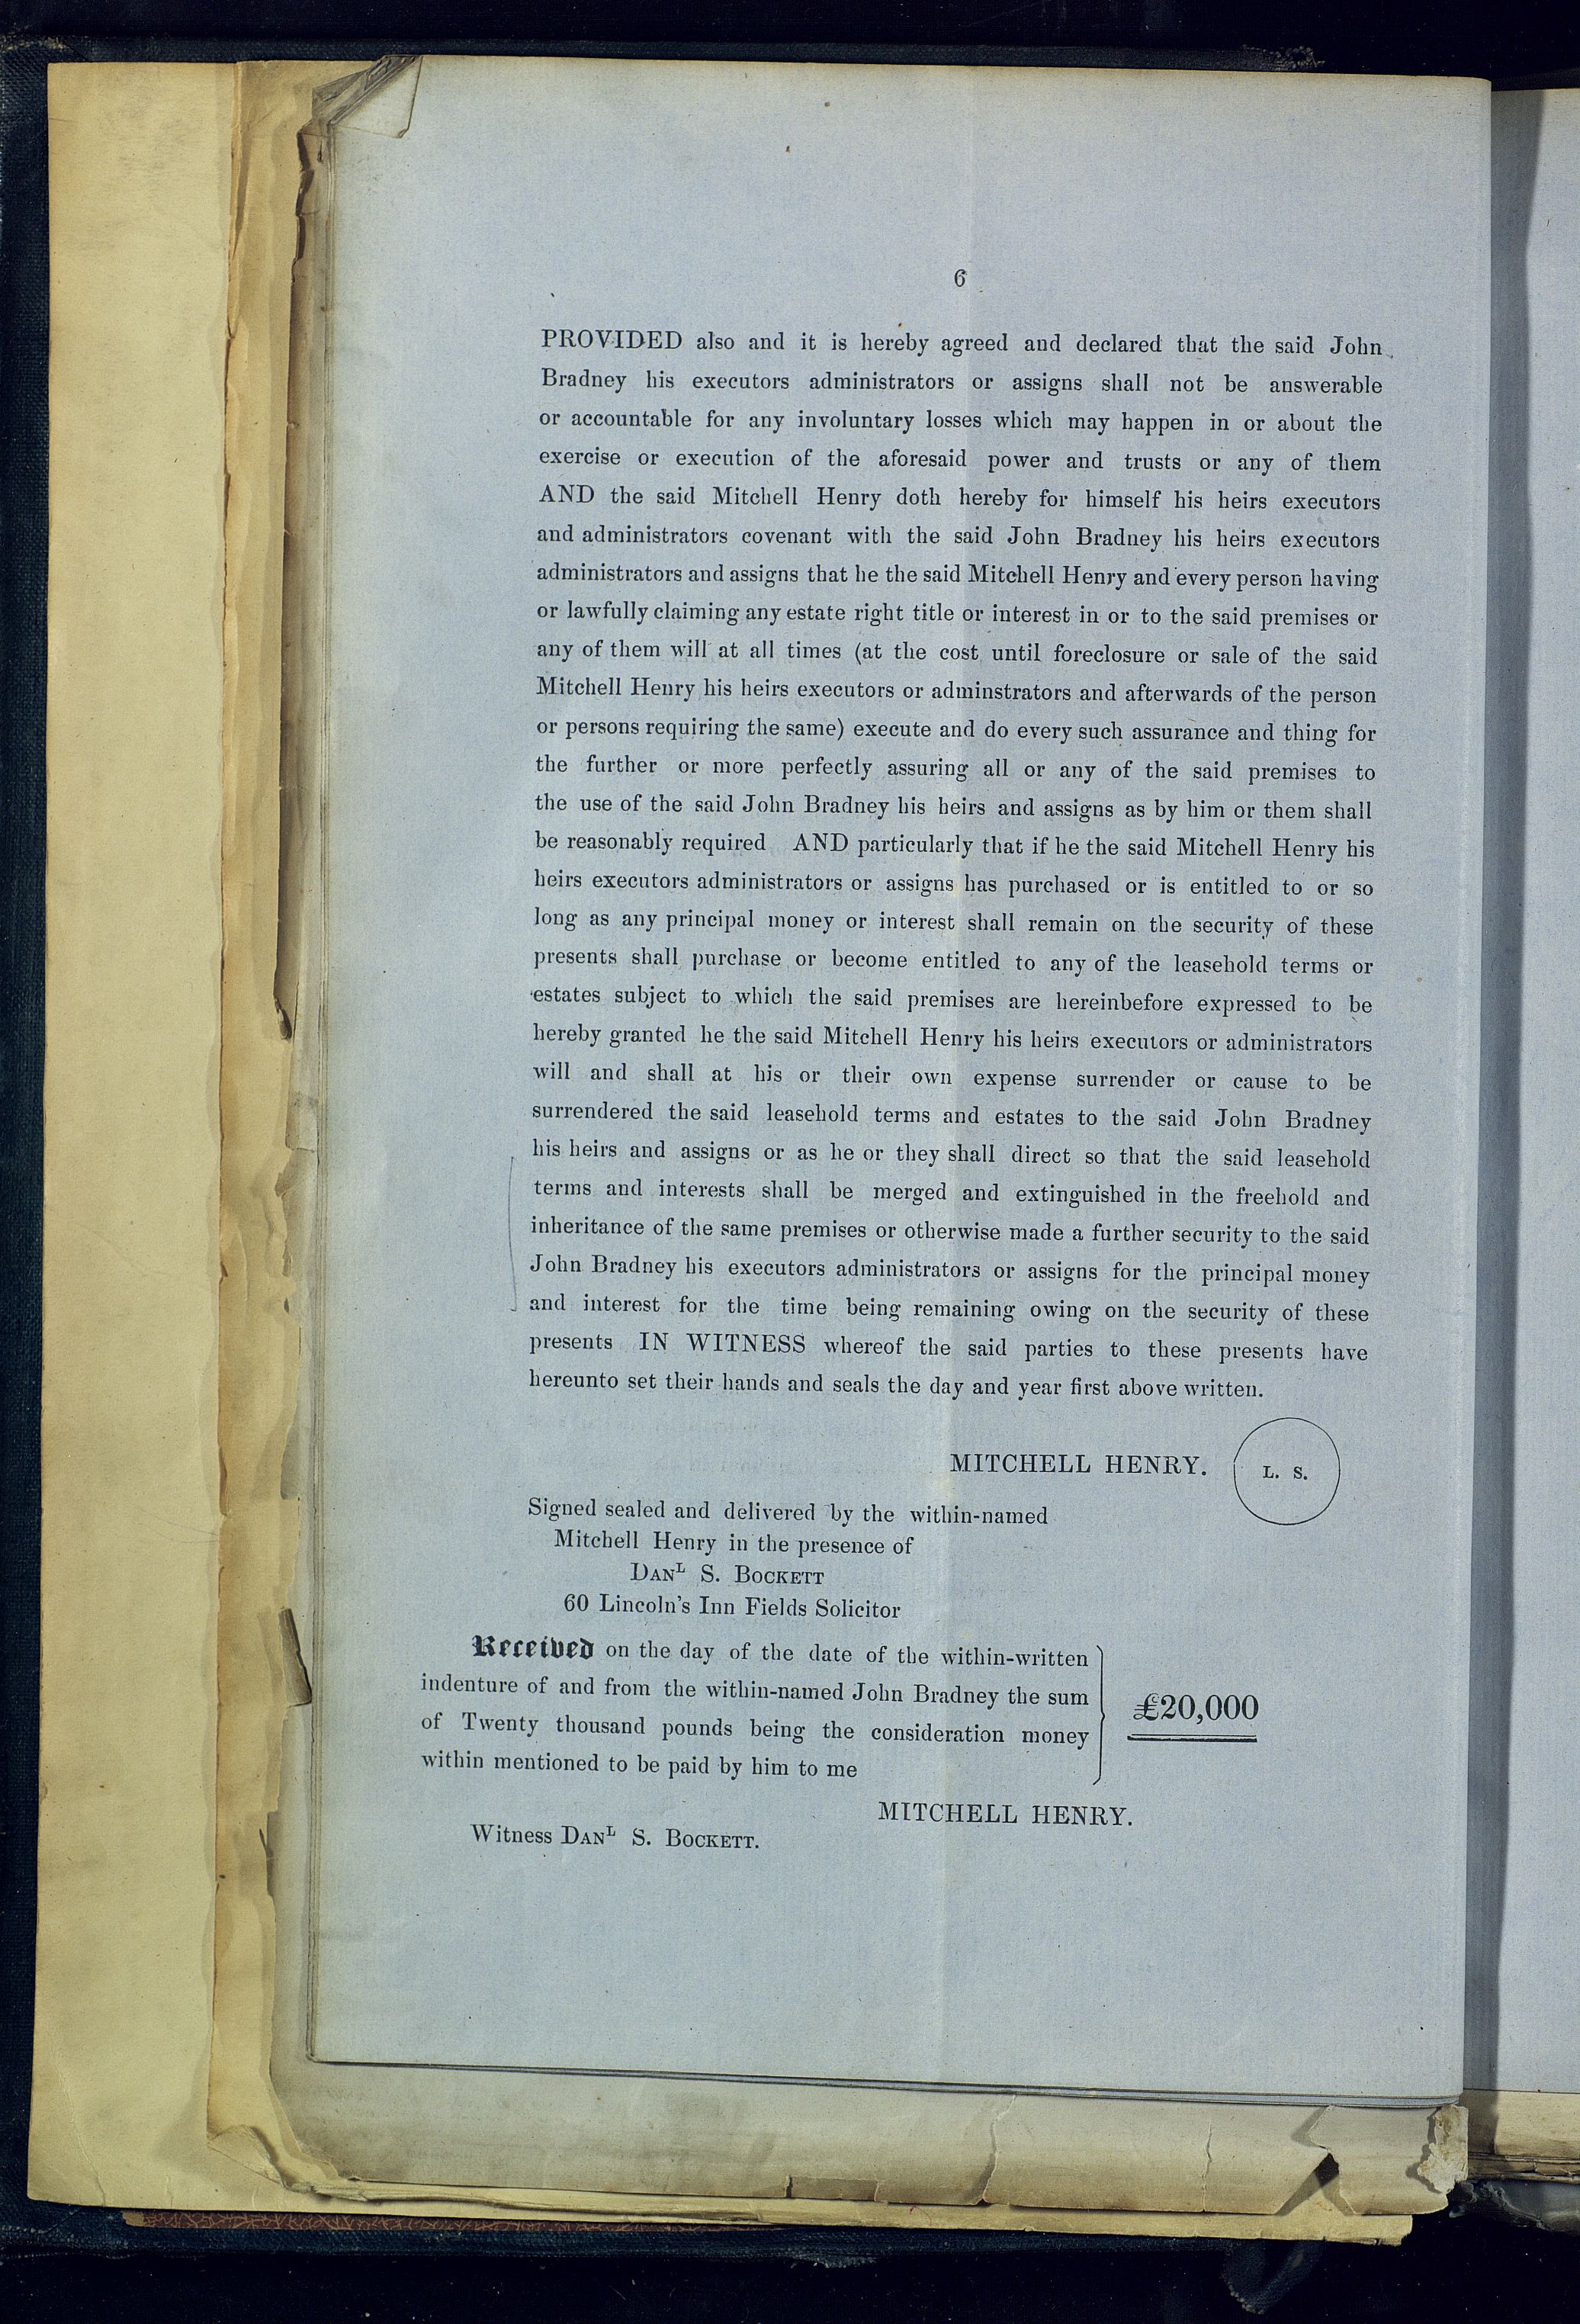 6
PROVIDED also and it is hereby agreed and declared that the said John
Bradney his executors administrators or assigns shall not be answerable
or accountable for any involuntary losses which may happen in or about the
exercise or execution of the aforesaid power and trusts or any of them
AND the said Mitchell Henry doth hereby for himself his heirs executors
and administrators covenant with the said John Bradney his heirs executors
administrators and assigns that he the said Mitchell Henry and every person having
or lawfully claiming any estate right title or interest in or to the said premises or
any of them will at all times (at the cost until foreclosure or sale of the said
Mitchell Henry his heirs executors or adminstrators and afterwards of the person
or persons requiring the same) execute and do every such assurance and thing for
the further or more perfectly assuring all or any of the said premises to
the use of the said John Bradney his heirs and assigns as by him or them shall
be reasonably required AND particularly that if he the said Mitchell Henry his
heirs executors administrators or assigns has purchased or is entitled to or so
long as any principal money or interest shall remain on the security of these
presents shall purchase or become entitled to any of the leasehold terms or
estates subject to which the said premises are hereinbefore expressed to be
hereby granted he the said Mitchell Henry his heirs executors or administrators
will and shall at his or their own expense surrender or cause to be
surrendered the said leasehold terms and estates to the said John Bradney
his heirs and assigns or as he or they shall direct so that the said leasehold
terms and interests shall be merged and extinguished in the freehold and
inheritance of the same premises or otherwise made a further security to the said
John Bradney his executors administrators or assigns for the principal money
and interest for the time being remaining owing on the security of these
presents IN WITNESS whereof the said parties to these presents have
hereunto set their hands and seals the day and year first above written.
MITCHELL HENRY. L. S.
Signed sealed and delivered by the within-named
Mitchell Henry in the presence of
DANᴸ S. BOCKETT
60 Lincoln's Inn Fields Solicitor
Received on the day of the date of the within-written
indenture of and from the within-named John Bradney the sum
of Twenty thousand pounds being the consideration money
within mentioned to be paid by him to me
£20,000
MITCHELL HENRY.
Witness DANᴸ S. BOCKETT.